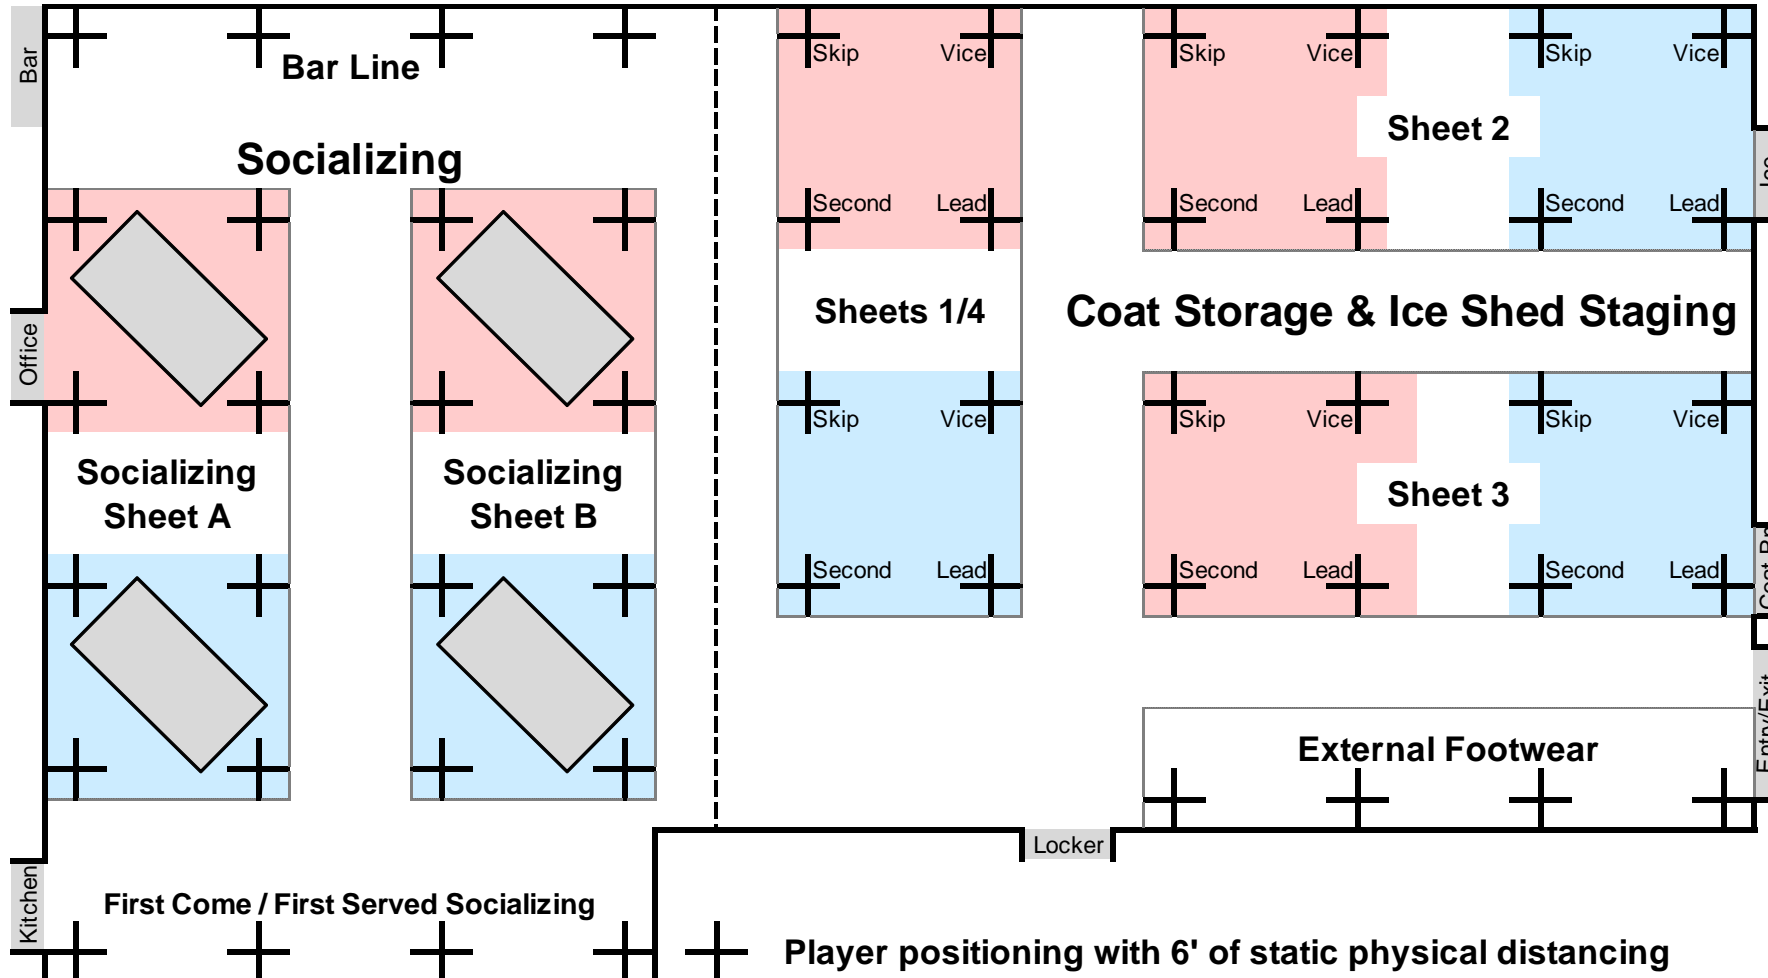 Bar
Bar Line
Skip Vice
Skip Vice
Skip Vice
Sheet 2
Socializing
Second Lead
Second Lead
Second Lead
Sheets 1/4
Coat Storage & Ice Shed Staging
Office
Skip Vice
Skip Vice
Skip Vice
Socializing
Sheet A
Socializing
Sheet B
Sheet 3
Second Lead
Second Lead
Second Lead
External Footwear
Entry/Exit
Locker
Kitchen
First Come / First Served Socializing
Player positioning with 6' of static physical distancing